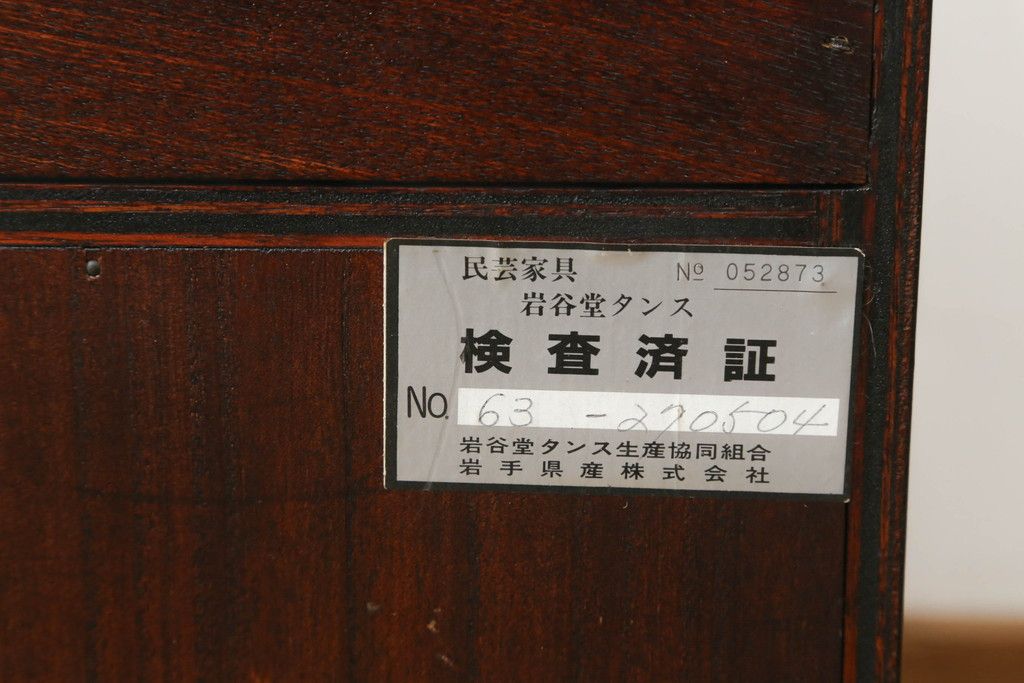 民芸家具 Nº 052873
岩谷堂タンス
検査済証
No. 63 -270504
岩谷堂タンス生産協同組合
岩手県産株式会社